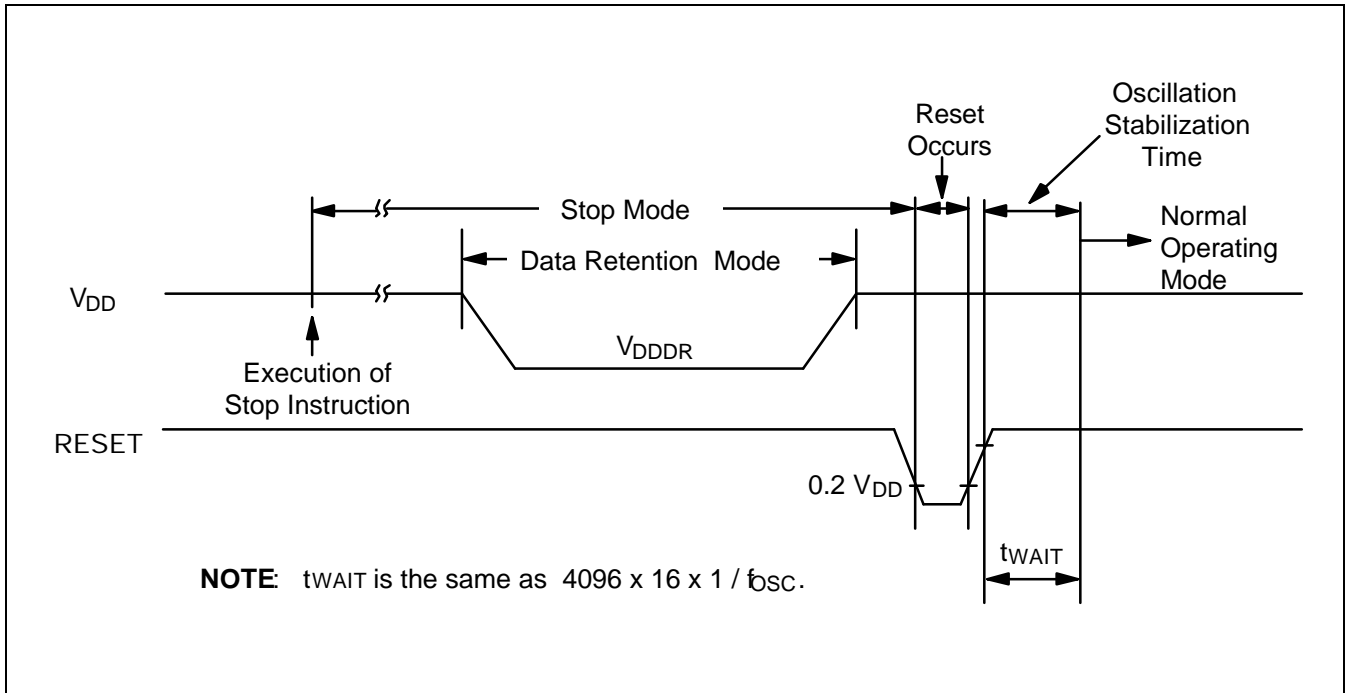 Oscillation
Stabilization
Time
Reset
Occurs
Stop Mode
Normal
Operating
Mode
Data Retention Mode
VDD
VDDDR
Execution of
Stop Instruction
RESET
0.2 VDD
tWAIT
NOTE: tWAIT is the same as 4096 x 16 x 1 / fOSC.